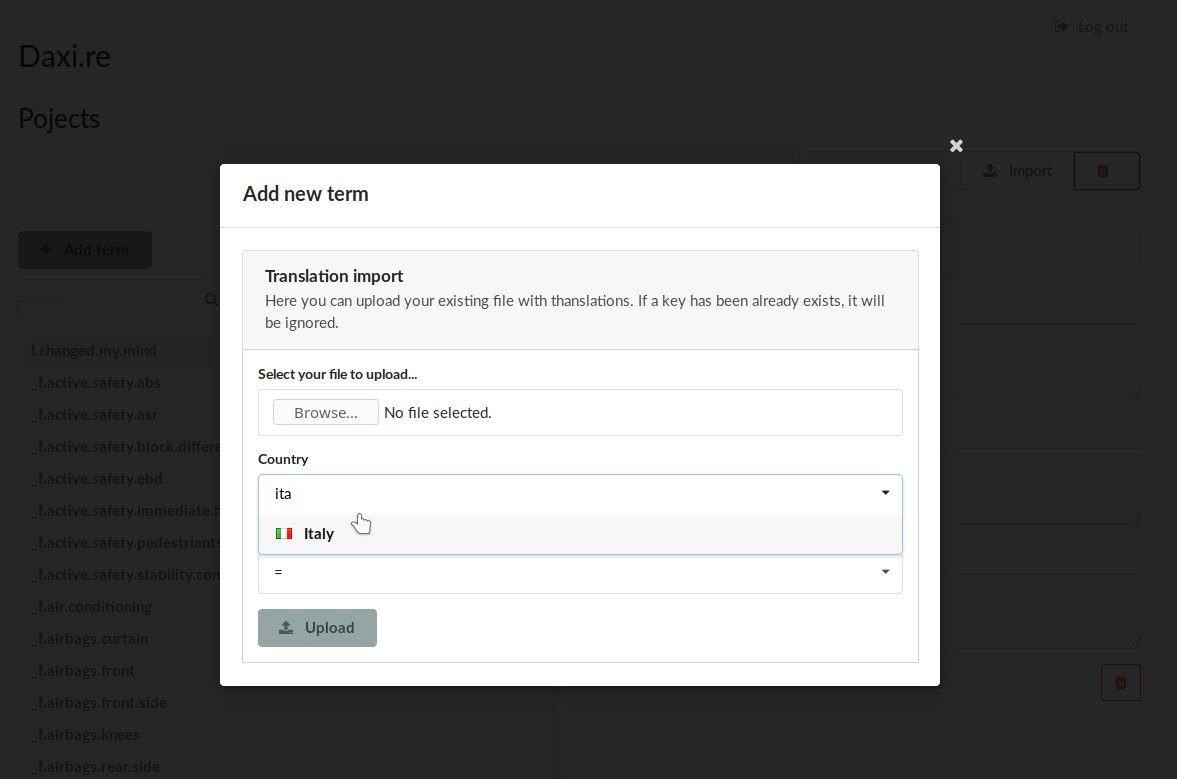 Log out
Daxi.re
Pojects
Import
Add term
Search...
I.changed.my.mind
_f.active.safety.abs
_f.active.safety.asr
_f.active.safety.block.differe
_f.active.safety.ebd
_f.active.safety.immediate.h
_f.active.safety.pedestriants
_f.active.safety.stability.con
_f.air.conditioning
_f.airbags.curtain
_f.airbags.front
_f.airbags.front.side
_f.airbags.knees
_f.airbags.rear.side
Add new term
Translation import
Here you can upload your existing file with thanslations. If a key has been already exists, it will
be ignored.
Select your file to upload...
Browse... No file selected.
Country
ita
Italy
=
Upload